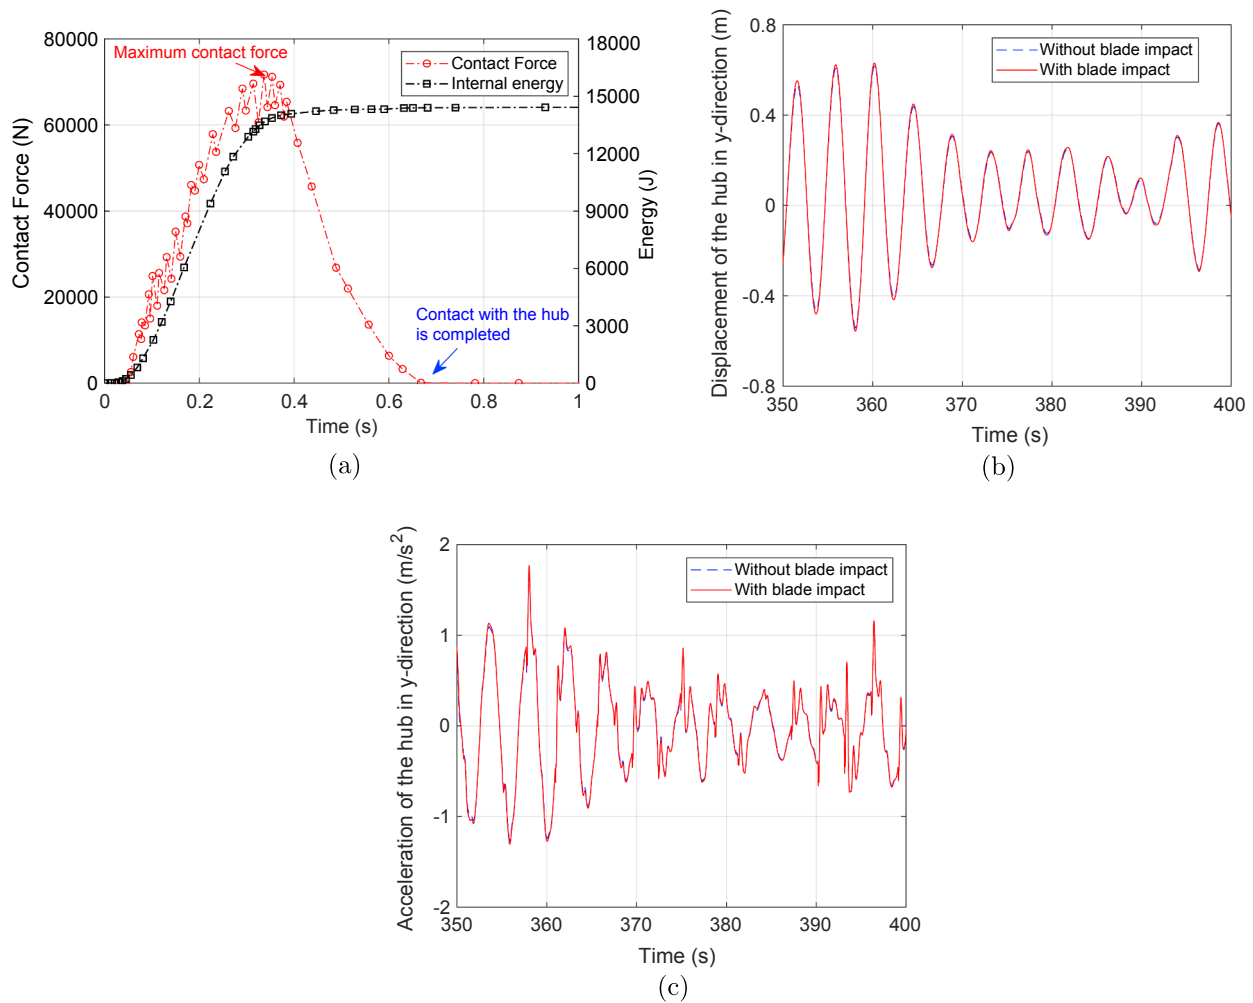 80000
60000
40000
20000
0
Contact Force (N)
Maximum contact force
Contact Force
Internal energy
Contact with the hub
is completed
18000
15000
12000
9000
6000
3000
0
Energy (J)
0
0.2
0.4
0.6
0.8
1
Time (s)
(a)
0.8
0.4
0
-0.4
-0.8
Displacement of the hub in y-direction (m)
Without blade impact
With blade impact
350
360
370
380
390
400
Time (s)
(b)
2
1
0
-1
-2
Acceleration of the hub in y-direction (m/s²)
Without blade impact
With blade impact
350
360
370
380
390
400
Time (s)
(c)